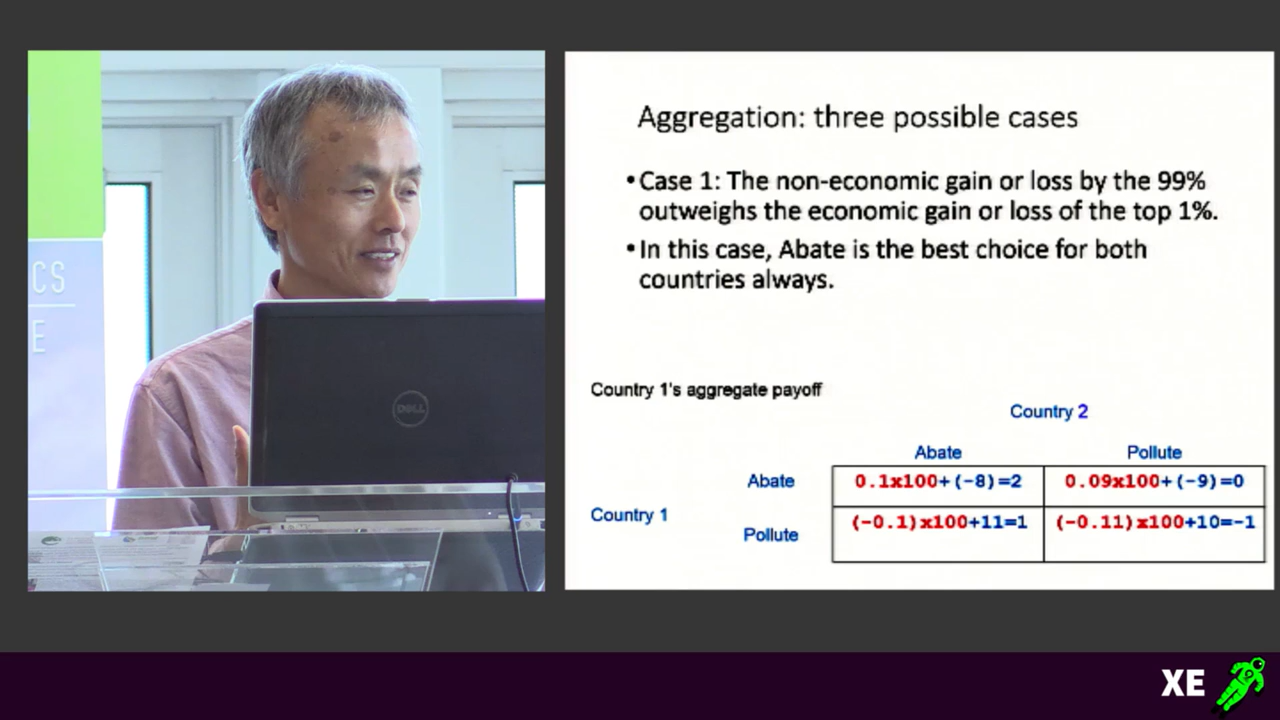 CS
E
DELL
Aggregation: three possible cases
•Case 1: The non-economic gain or loss by the 99%
outweighs the economic gain or loss of the top 1%.
•In this case, Abate is the best choice for both
countries always.
Country 1's aggregate payoff
Country 2
Abate Pollute
Abate 0.1x100+(-8)=2 0.09x100+(-9)=0
Country 1
Pollute (-0.1)x100+11=1 (-0.11)x100+10=-1
XE